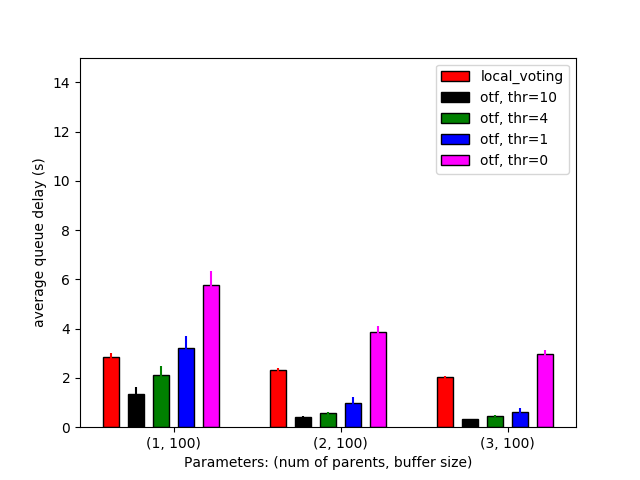 local_voting
otf, thr=10
otf, thr=4
otf, thr=1
otf, thr=0
average queue delay (s)
14
12
10
8
6
4
2
0
(1, 100) (2, 100) (3, 100)
Parameters: (num of parents, buffer size)